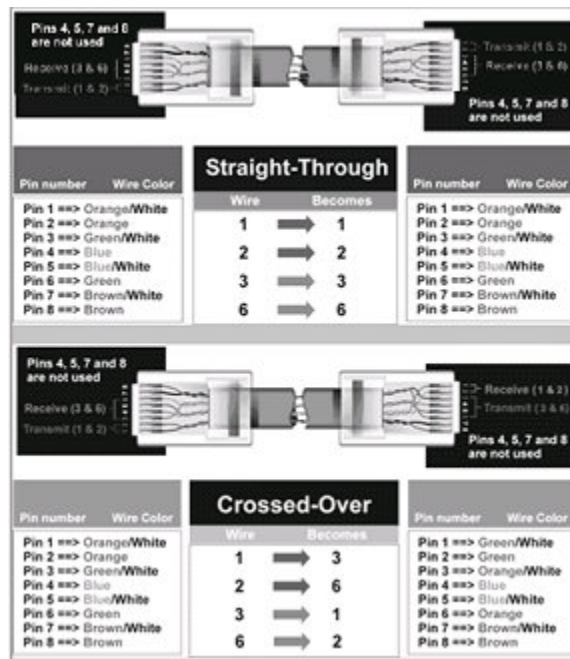 Pins 4, 5, 7 and 8
are not used
Receive (3 & 6)
Transmit (1 & 2)
Transmit (1 & 2)
Receive (3 & 6)
Pins 4, 5, 7 and 8
are not used
Straight-Through
Pin number Wire Color
Pin 1 ==> Orange/White
Pin 2 ==> Orange
Pin 3 ==> Green/White
Pin 4 ==> Blue
Pin 5 ==> Blue/White
Pin 6 ==> Green
Pin 7 ==> Brown/White
Pin 8 ==> Brown
Wire Becomes
1 1
2 2
3 3
6 6
Pin number Wire Color
Pin 1 ==> Orange/White
Pin 2 ==> Orange
Pin 3 ==> Green/White
Pin 4 ==> Blue
Pin 5 ==> Blue/White
Pin 6 ==> Green
Pin 7 ==> Brown/White
Pin 8 ==> Brown
Pins 4, 5, 7 and 8
are not used
Receive (3 & 6)
Transmit (1 & 2)
Receive (1 & 2)
Transmit (3 & 6)
Pins 4, 5, 7 and 8
are not used
Crossed-Over
Pin number Wire Color
Pin 1 ==> Orange/White
Pin 2 ==> Orange
Pin 3 ==> Green/White
Pin 4 ==> Blue
Pin 5 ==> Blue/White
Pin 6 ==> Green
Pin 7 ==> Brown/White
Pin 8 ==> Brown
Wire Becomes
1 3
2 6
3 1
6 2
Pin number Wire Color
Pin 1 ==> Green/White
Pin 2 ==> Green
Pin 3 ==> Orange/White
Pin 4 ==> Blue
Pin 5 ==> Blue/White
Pin 6 ==> Orange
Pin 7 ==> Brown/White
Pin 8 ==> Brown